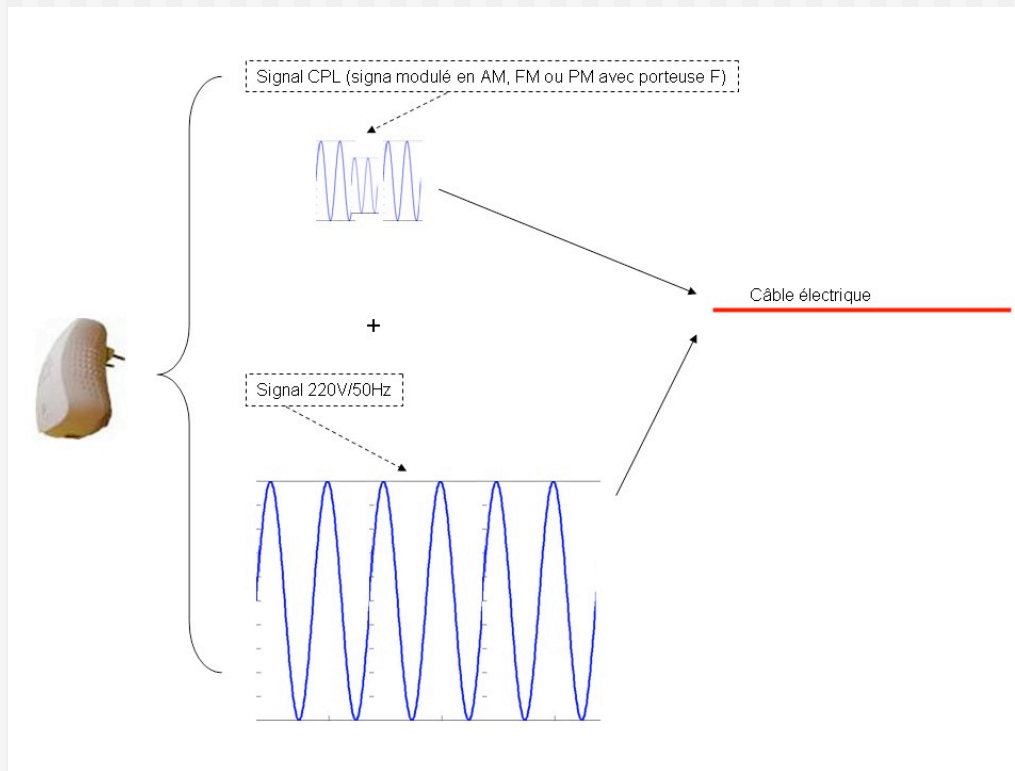 Signal CPL (signa modulé en AM, FM ou PM avec porteuse F)
Câble électrique
+
Signal 220V/50Hz